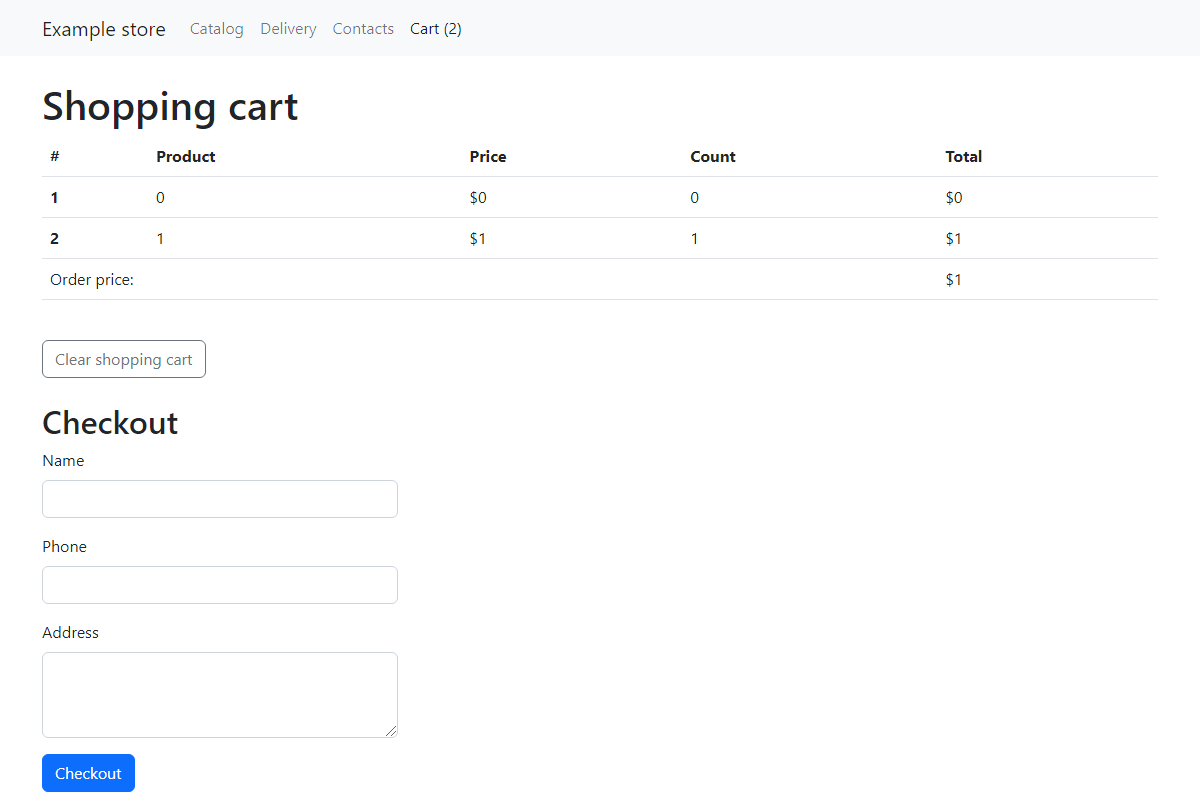 Example store Catalog Delivery Contacts Cart (2)
Shopping cart
# Product Price Count Total
1 0 $0 0 $0
2 1 $1 1 $1
Order price: $1
Clear shopping cart
Checkout
Name
Phone
Address
Checkout